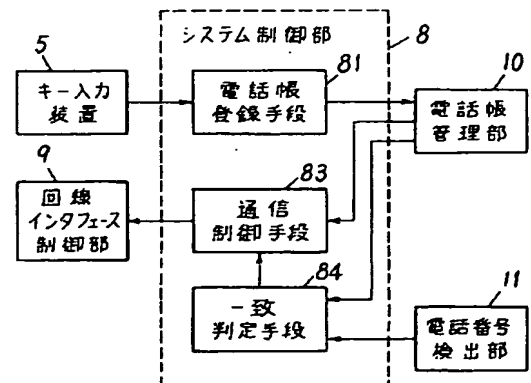 システム制御部
8
5
キー入力
装置
81
電話帳
登録手段
10
電話帳
管理部
9
回線
インタフェース
制御部
83
通信
制御手段
84
一致
判定手段
11
電話番号
検出部